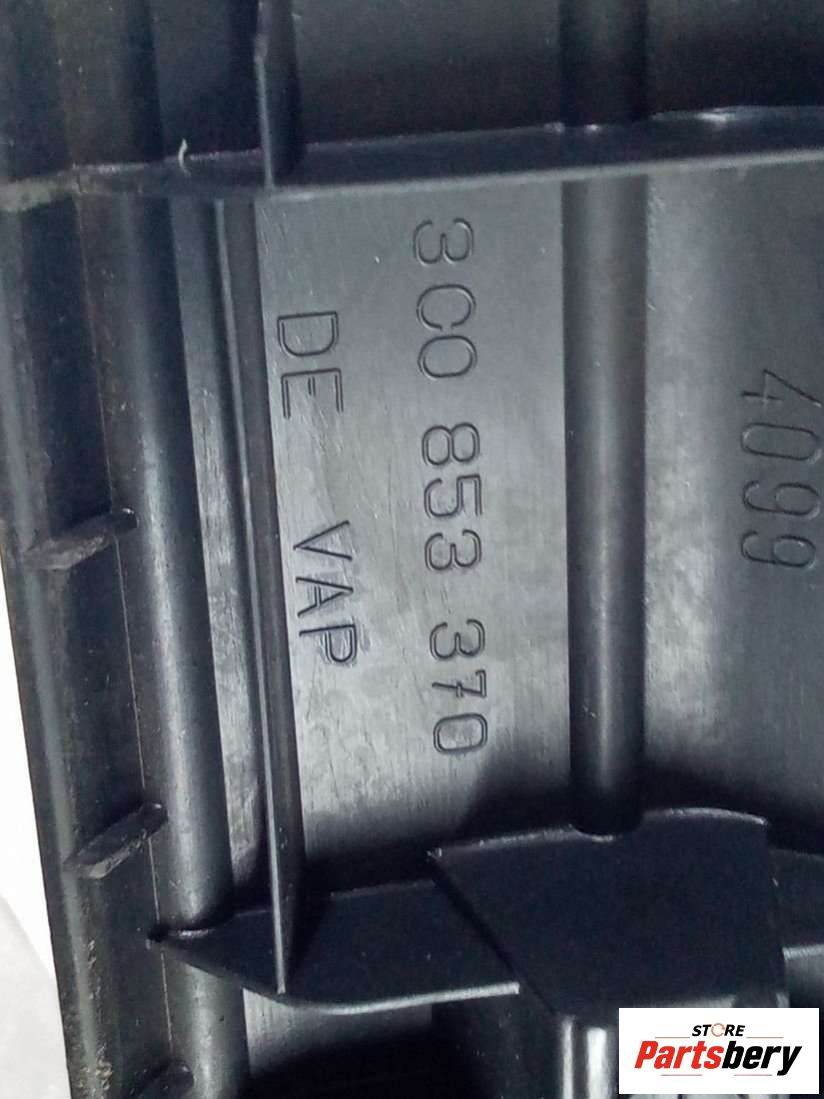 4099
3C0 853 370
DE VAP
STORE
Partsbery